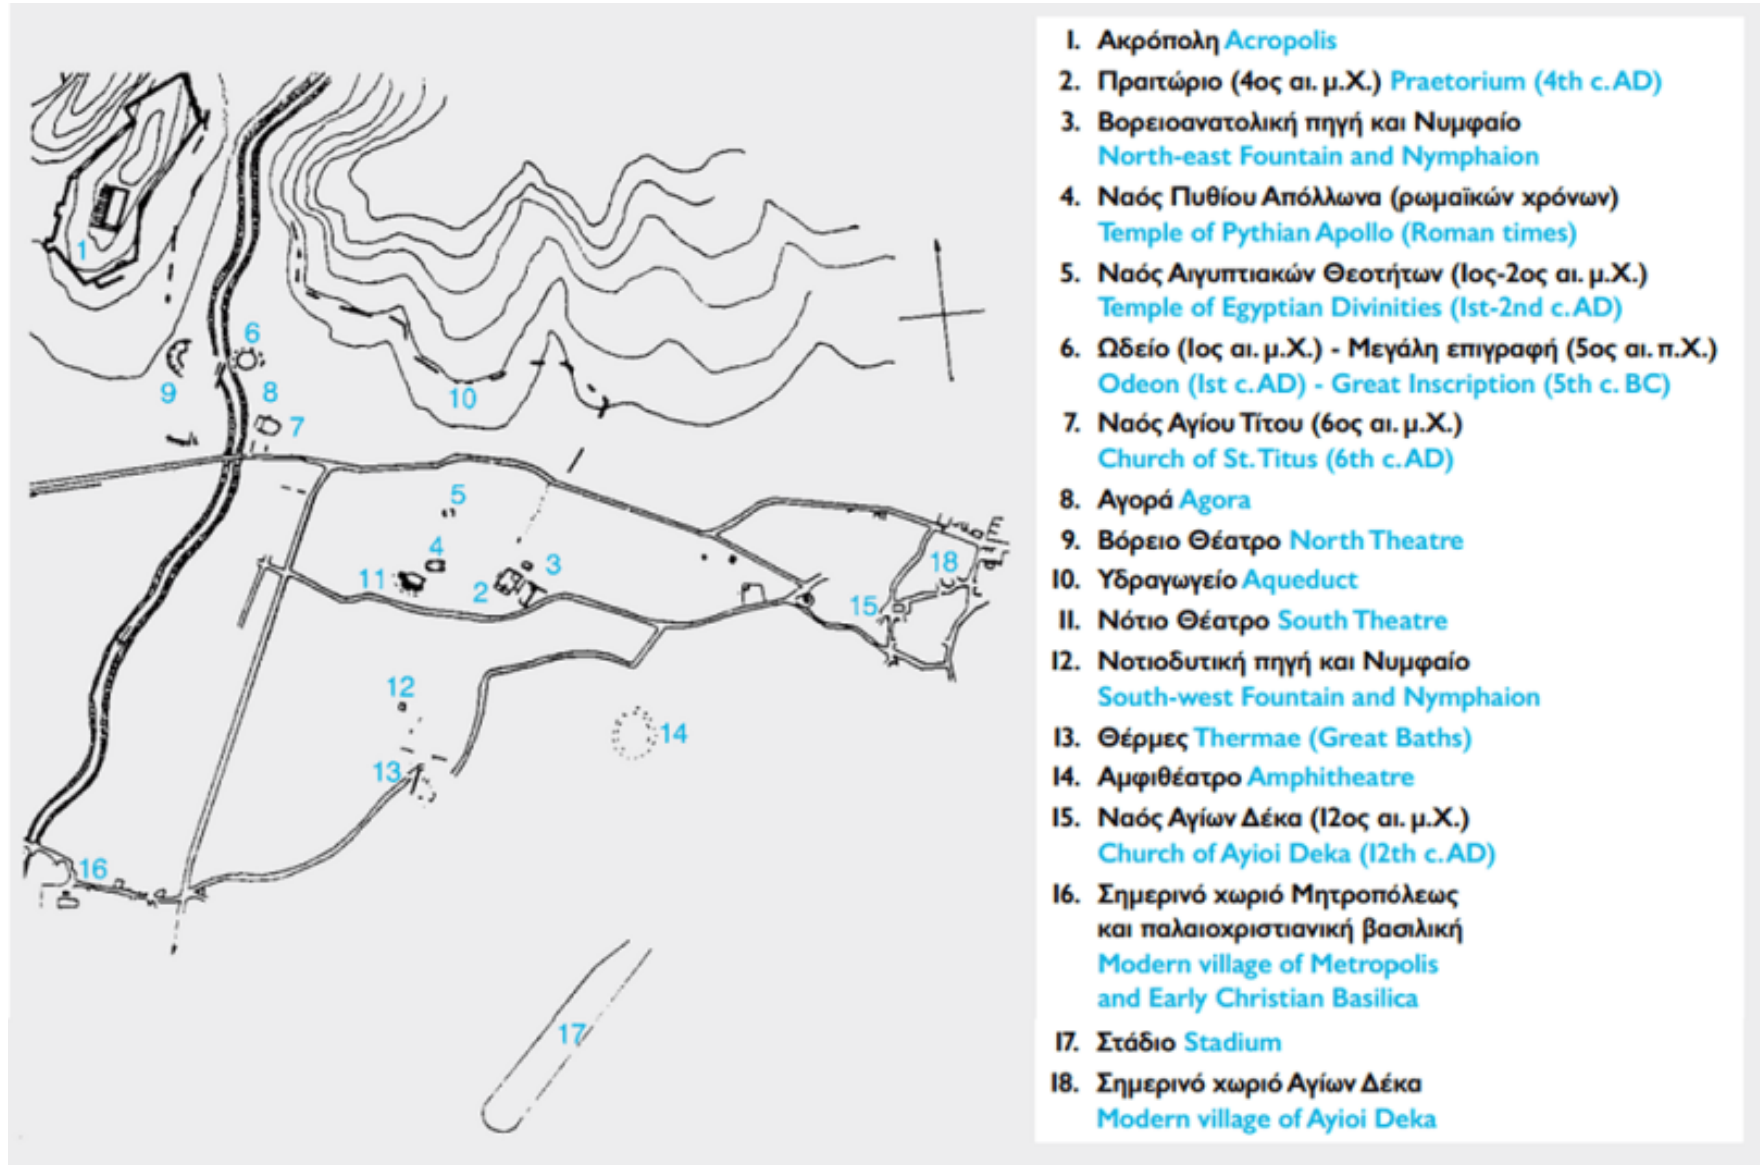 1
6
9
8
10
7
5
4
3
11
2
18
15
12
14
13
16
17
1. Ακρόπολη Acropolis
2. Πραιτώριο (4ος αι. μ.Χ.) Praetorium (4th c. AD)
3. Βορειοανατολική πηγή και Νυμφαίο
North-east Fountain and Nymphaion
4. Ναός Πυθίου Απόλλωνα (ρωμαϊκών χρόνων)
Temple of Pythian Apollo (Roman times)
5. Ναός Αιγυπτιακών Θεοτήτων (1ος-2ος αι. μ.Χ.)
Temple of Egyptian Divinities (1st-2nd c. AD)
6. Ωδείο (1ος αι. μ.Χ.) - Μεγάλη επιγραφή (5ος αι. π.Χ.)
Odeon (1st c. AD) - Great Inscription (5th c. BC)
7. Ναός Αγίου Τίτου (6ος αι. μ.Χ.)
Church of St. Titus (6th c. AD)
8. Αγορά Agora
9. Βόρειο Θέατρο North Theatre
10. Υδραγωγείο Aqueduct
11. Νότιο Θέατρο South Theatre
12. Νοτιοδυτική πηγή και Νυμφαίο
South-west Fountain and Nymphaion
13. Θέρμες Thermae (Great Baths)
14. Αμφιθέατρο Amphitheatre
15. Ναός Αγίων Δέκα (12ος αι. μ.Χ.)
Church of Ayioi Deka (12th c. AD)
16. Σημερινό χωριό Μητροπόλεως
και παλαιοχριστιανική βασιλική
Modern village of Metropolis
and Early Christian Basilica
17. Στάδιο Stadium
18. Σημερινό χωριό Αγίων Δέκα
Modern village of Ayioi Deka